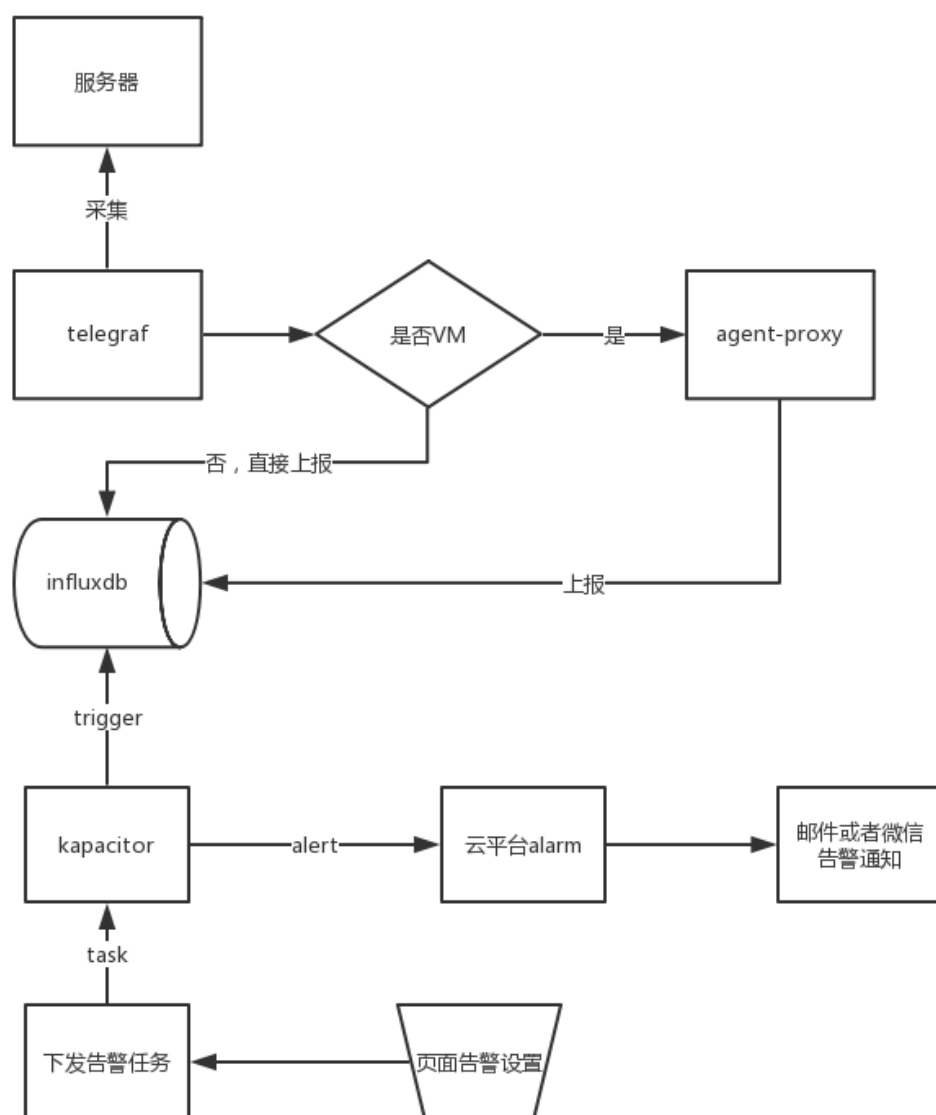 服务器
采集
telegraf
是否VM
是
agent-proxy
否，直接上报
influxdb
上报
trigger
kapacitor
alert
云平台alarm
邮件或者微信
告警通知
task
下发告警任务
页面告警设置